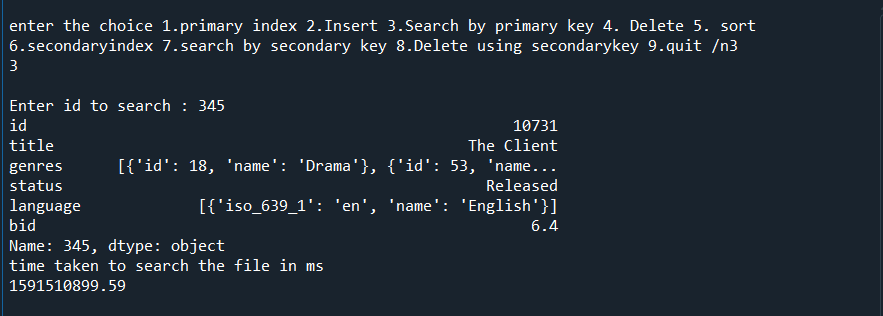 enter the choice 1.primary index 2.Insert 3.Search by primary key 4. Delete 5. sort
6.secondaryindex 7.search by secondary key 8.Delete using secondarykey 9.quit /n3
3
Enter id to search : 345
id 10731
title The Client
genres [{'id': 18, 'name': 'Drama'}, {'id': 53, 'name...
status Released
language [{'iso_639_1': 'en', 'name': 'English'}]
bid 6.4
Name: 345, dtype: object
time taken to search the file in ms
1591510899.59